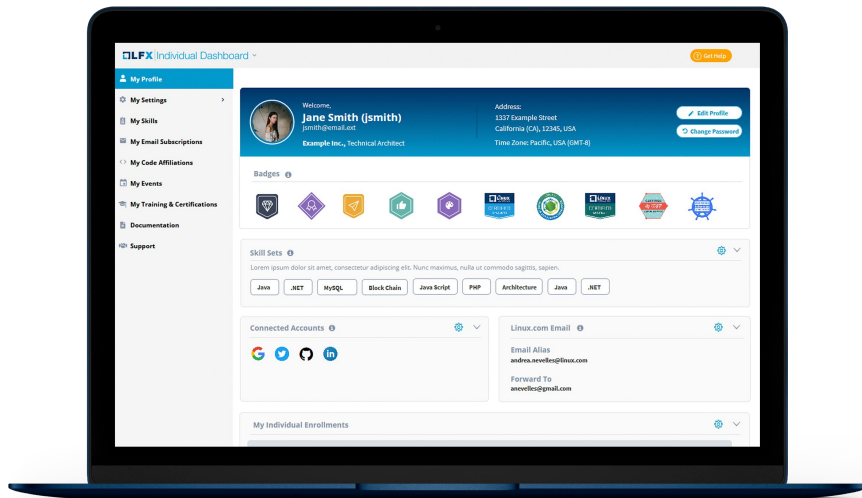 LFX Individual Dashboard
Get Help
My Profile
My Settings
My Skills
My Email Subscriptions
My Code Affiliations
My Events
My Training & Certifications
Documentation
Support
Welcome,
Jane Smith (jsmith)
jsmith@email.ext
Example Inc., Technical Architect
Address:
1337 Example Street
California (CA), 12345, USA
Time Zone: Pacific, USA (GMT-8)
Edit Profile
Change Password
Badges
Skill Sets
Lorem ipsum dolor sit amet, consectetur adipiscing elit. Nunc maximus, nulla ut commodo sagittis, sapien.
Java .NET MySQL Block Chain Java Script PHP Architecture Java .NET
Connected Accounts
Linux.com Email
Email Alias
andrea.nevelles@linux.com
Forward To
anevelles@gmail.com
My Individual Enrollments